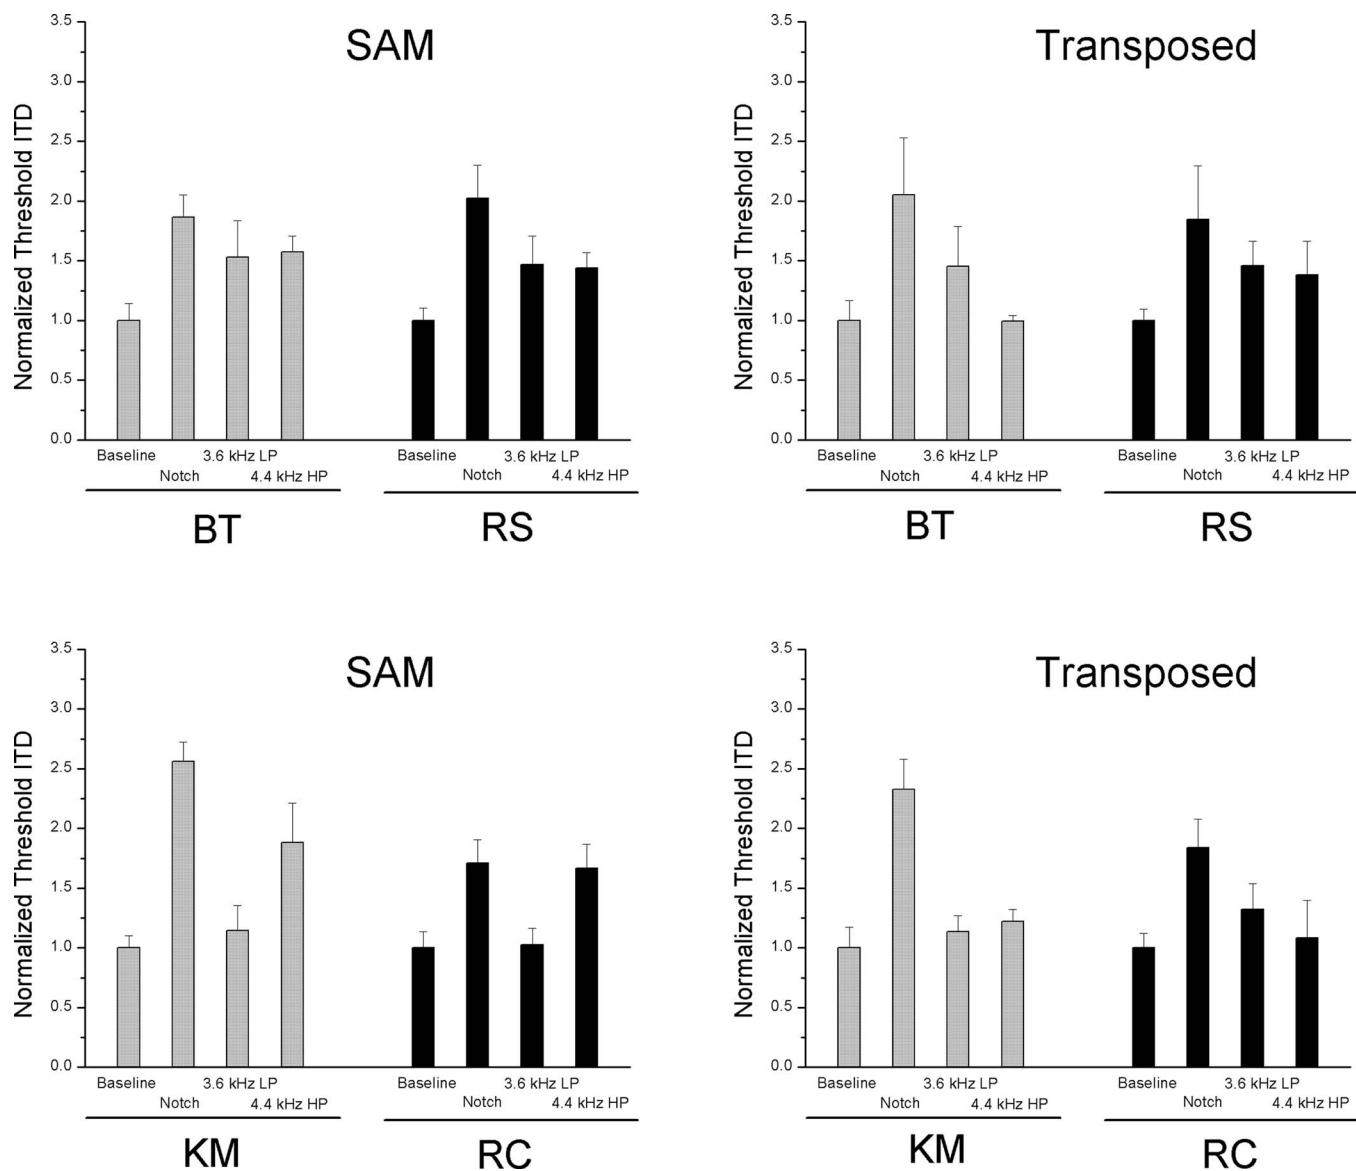 SAM
Normalized Threshold ITD
3.5
3.0
2.5
2.0
1.5
1.0
0.5
0.0
Baseline 3.6 kHz LP Baseline 3.6 kHz LP
Notch 4.4 kHz HP Notch 4.4 kHz HP
BT RS
Transposed
Normalized Threshold ITD
3.5
3.0
2.5
2.0
1.5
1.0
0.5
0.0
Baseline 3.6 kHz LP Baseline 3.6 kHz LP
Notch 4.4 kHz HP Notch 4.4 kHz HP
BT RS
SAM
Normalized Threshold ITD
3.5
3.0
2.5
2.0
1.5
1.0
0.5
0.0
Baseline 3.6 kHz LP Baseline 3.6 kHz LP
Notch 4.4 kHz HP Notch 4.4 kHz HP
KM RC
Transposed
Normalized Threshold ITD
3.5
3.0
2.5
2.0
1.5
1.0
0.5
0.0
Baseline 3.6 kHz LP Baseline 3.6 kHz LP
Notch 4.4 kHz HP Notch 4.4 kHz HP
KM RC